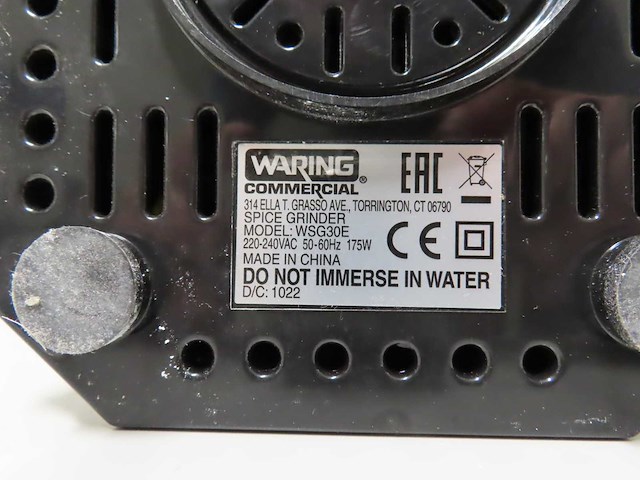 WARING®
COMMERCIAL
EAC
314 ELLA T. GRASSO AVE., TORRINGTON, CT 06790
SPICE GRINDER
MODEL: WSG30E
220-240VAC 50-60Hz 175W
CE
MADE IN CHINA
DO NOT IMMERSE IN WATER
D/C: 1022